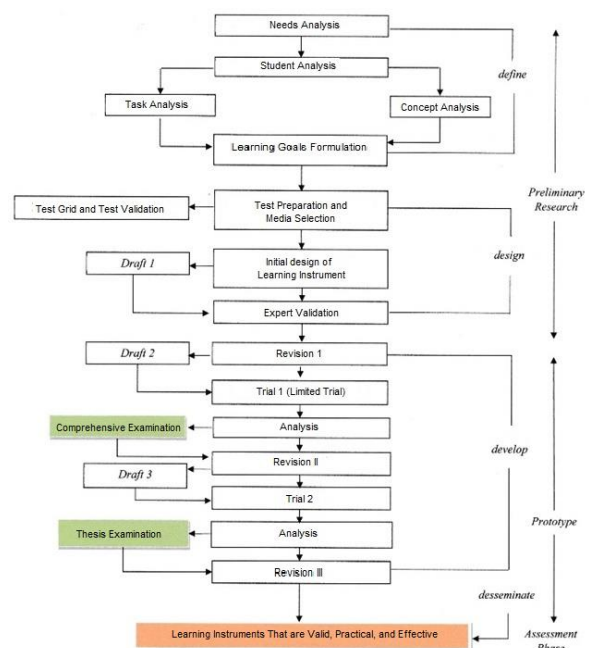 Needs Analysis
Student Analysis
define
Task Analysis
Concept Analysis
Learning Goals Formulation
Preliminary
Research
Test Grid and Test Validation
Test Preparation and
Media Selection
design
Draft 1
Initial design of
Learning Instrument
Expert Validation
Draft 2
Revision 1
Trial 1 (Limited Trial)
Comprehensive Examination
Analysis
develop
Revision II
Draft 3
Trial 2
Prototype
Thesis Examination
Analysis
Revision III
desseminate
Learning Instruments That are Valid, Practical, and Effective
Assessment
Phase